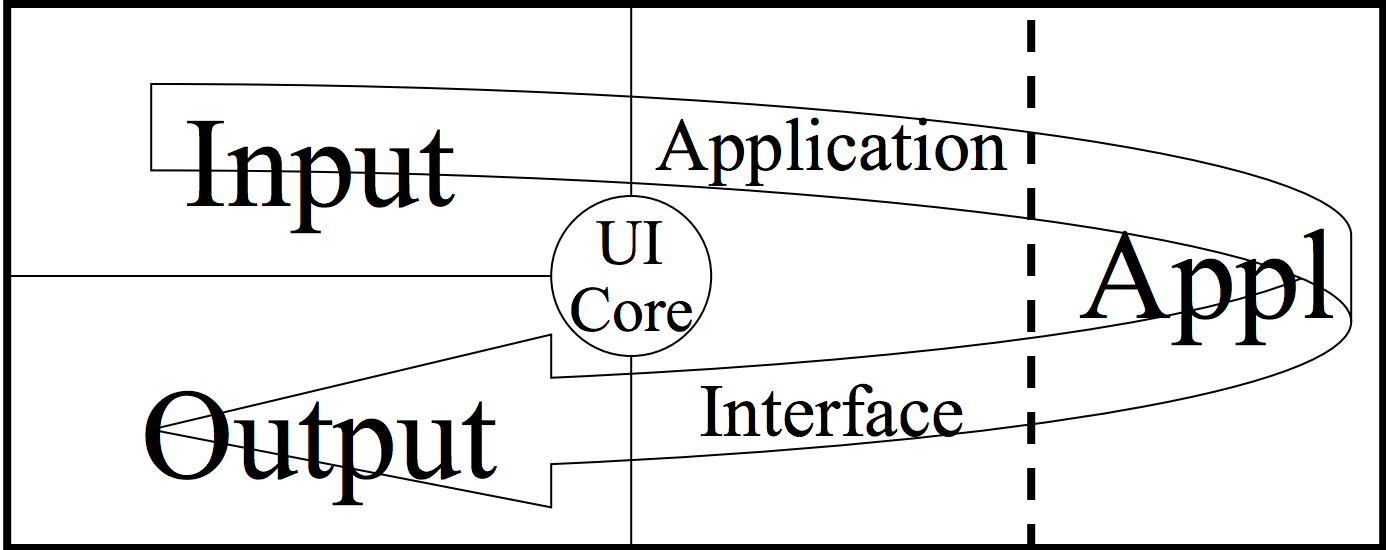 Input
Application
UI
Core
Appl
Interface
Output